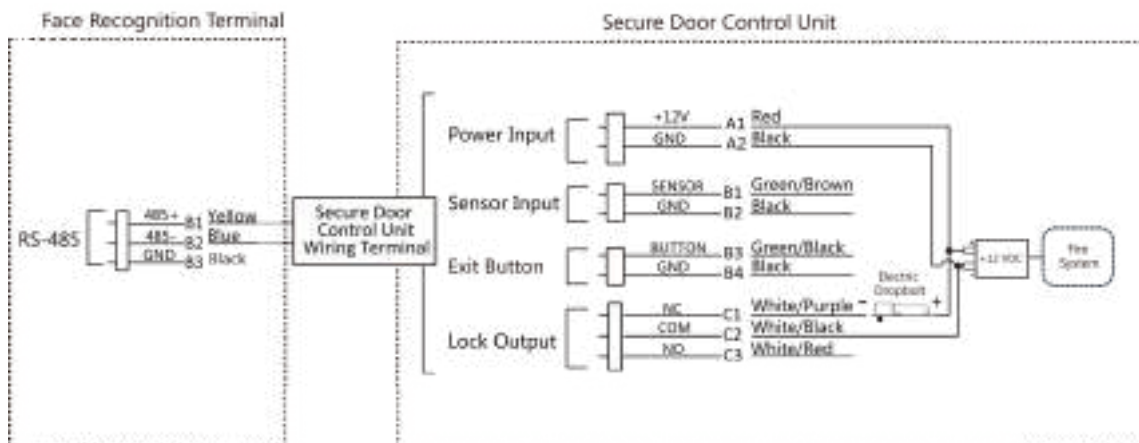 Face Recognition Terminal
Secure Door Control Unit
Power Input
+12V A1 Red
GND A2 Black
Sensor Input
SENSOR B1 Green/Brown
GND B2 Black
Exit Button
BUTTON B3 Green/Black
GND B4 Black
Lock Output
NC C1 White/Purple
COM C2 White/Black
NO C3 White/Red
RS-485
485+ B1 Yellow
485- B2 Blue
GND B3 Black
Secure Door
Control Unit
Wiring Terminal
Electric
Dropbolt
- +
+12 VDC
Fire
System